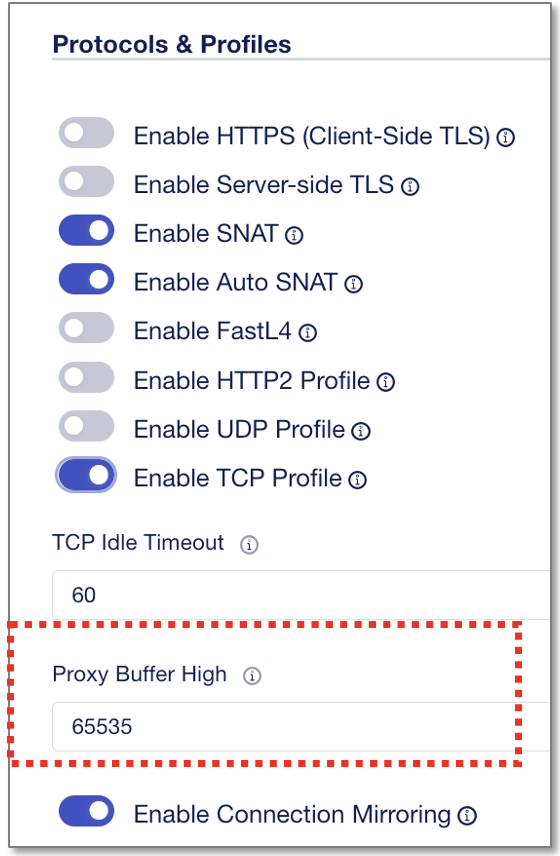 Protocols & Profiles
Enable HTTPS (Client-Side TLS)
Enable Server-side TLS
Enable SNAT
Enable Auto SNAT
Enable FastL4
Enable HTTP2 Profile
Enable UDP Profile
Enable TCP Profile
TCP Idle Timeout
60
Proxy Buffer High
65535
Enable Connection Mirroring